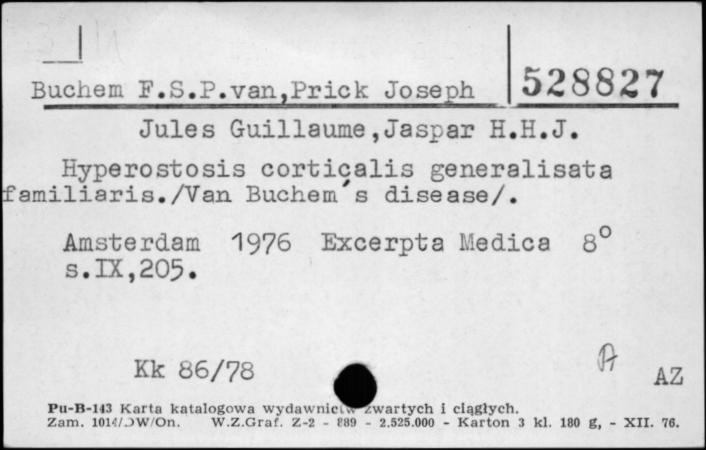 Buchem F.S.P.van,Prick Joseph 528827
Jules Guillaume,Jaspar H.H.J.
Hyperostosis corticalis generalisata
familiaris./Van Buchem´s disease/.
Amsterdam 1976 Excerpta Medica 8°
s.IX,205.
A
Kk 86/78 AZ
Pu-B-143 Karta katalogowa wydawnictw zwartych i ciągłych.
Zam. 1014/DW/On. W.Z.Graf. Z-2 - 889 - 2.525.000 - Karton 3 kl. 180 g, - XII. 76.